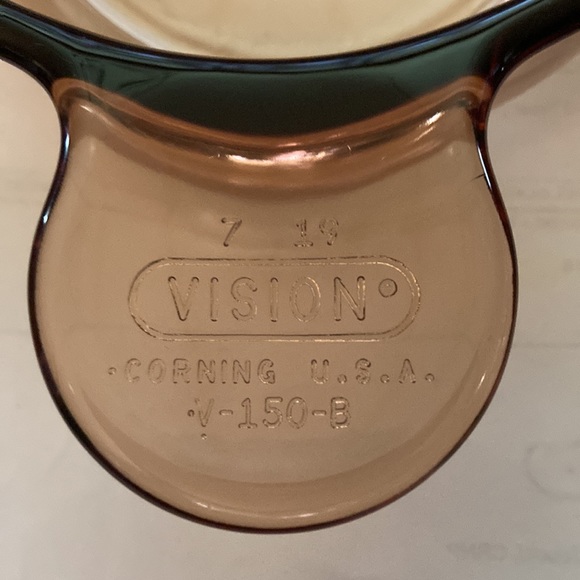 7 19
VISION°
·CORNING U.S.A.
·V-150-B